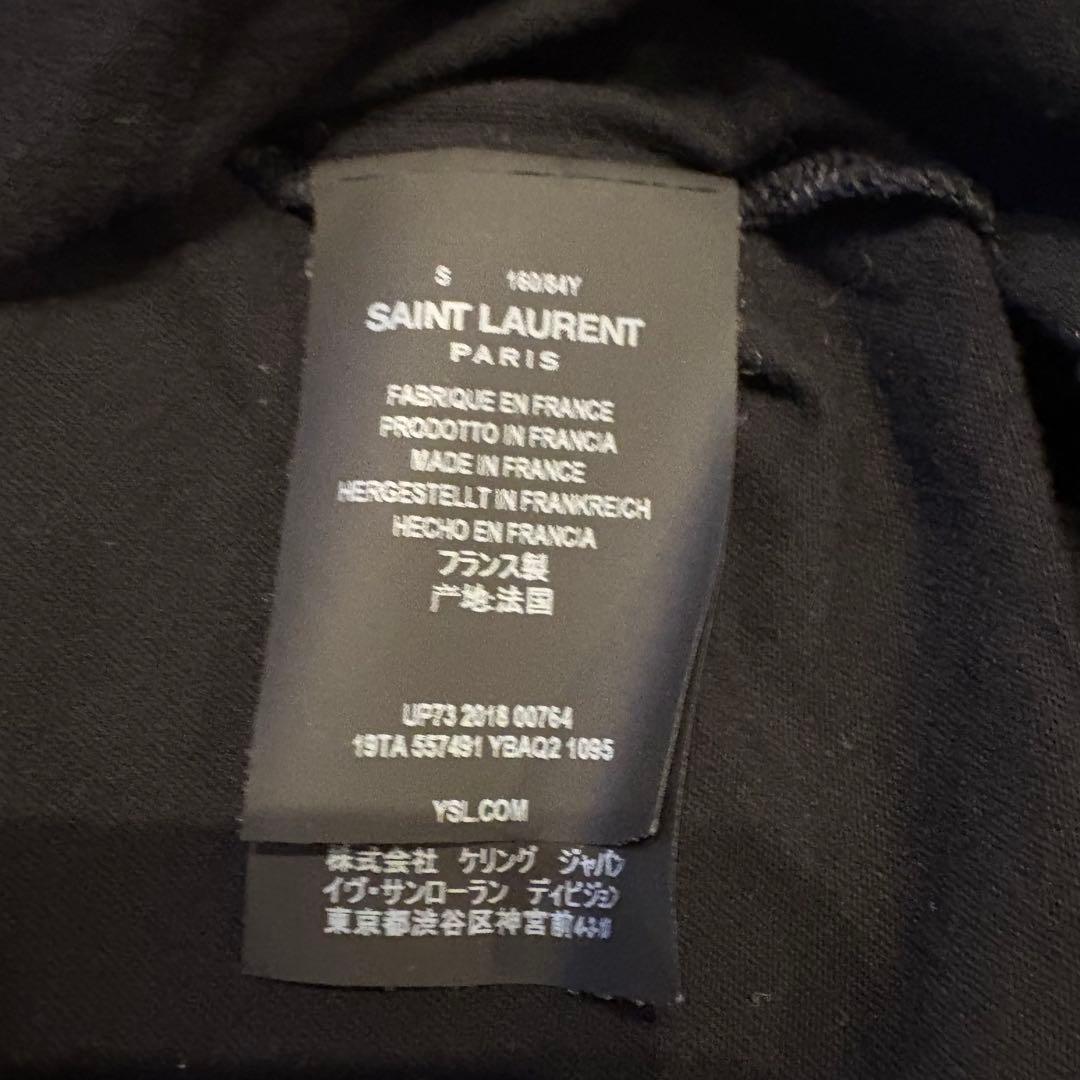 S 160/84Y
SAINT LAURENT
PARIS
FABRIQUE EN FRANCE
PRODOTTO IN FRANCIA
MADE IN FRANCE
HERGESTELLT IN FRANKREICH
HECHO EN FRANCIA
フランス製
产地:法国
UP73 2018 00764
19TA 557491 YBAQ2 1095
YSL.COM
株式会社 ケリング ジャパン
イヴ・サンローラン ディビジョン
東京都渋谷区神宮前